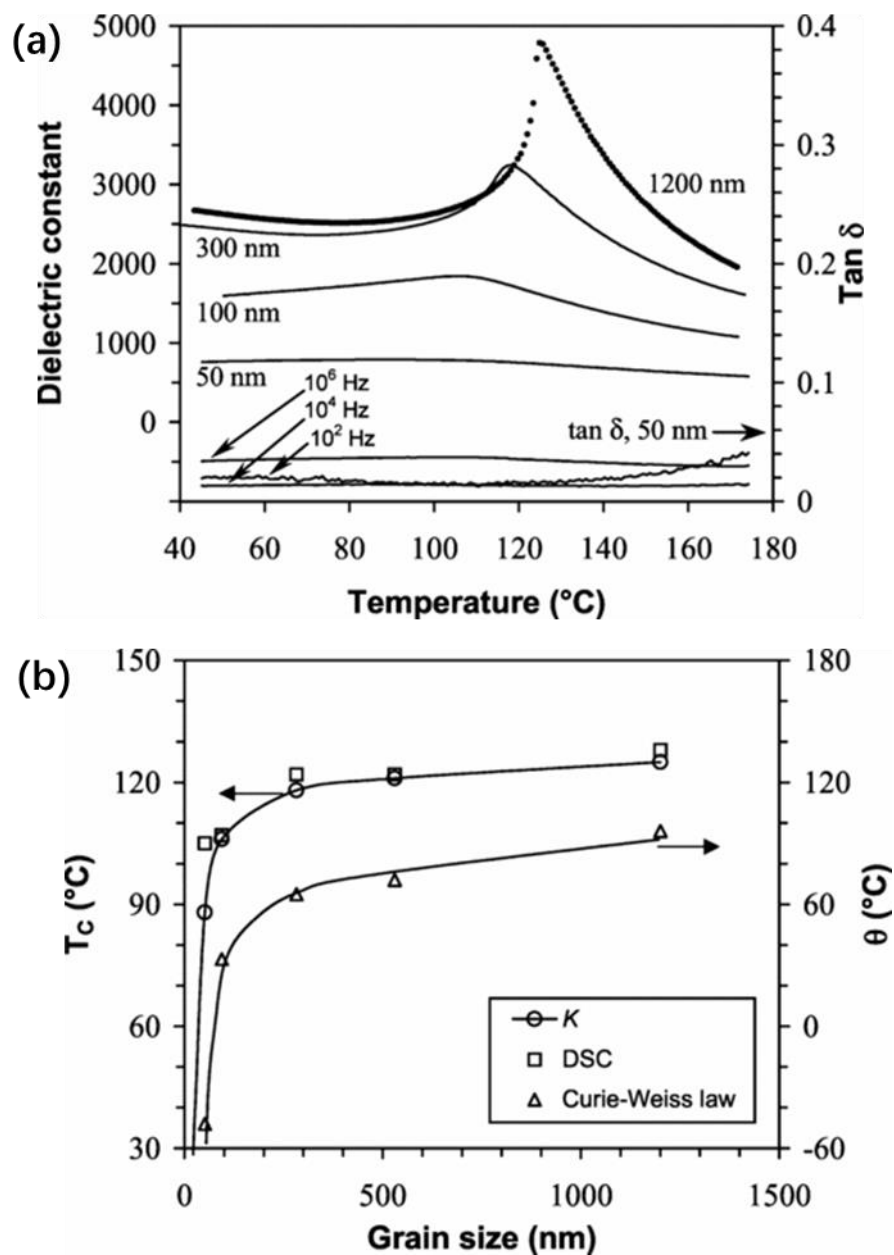 (a)
5000
4000
3000
2000
1000
0
Dielectric constant
0.4
0.3
0.2
0.1
0
Tan δ
1200 nm
300 nm
100 nm
50 nm
10⁶ Hz
10⁴ Hz
10² Hz
tan δ, 50 nm
40 60 80 100 120 140 160 180
Temperature (°C)
(b)
150
120
90
60
30
T_C (°C)
180
120
60
0
-60
θ (°C)
K
DSC
Curie-Weiss law
0 500 1000 1500
Grain size (nm)